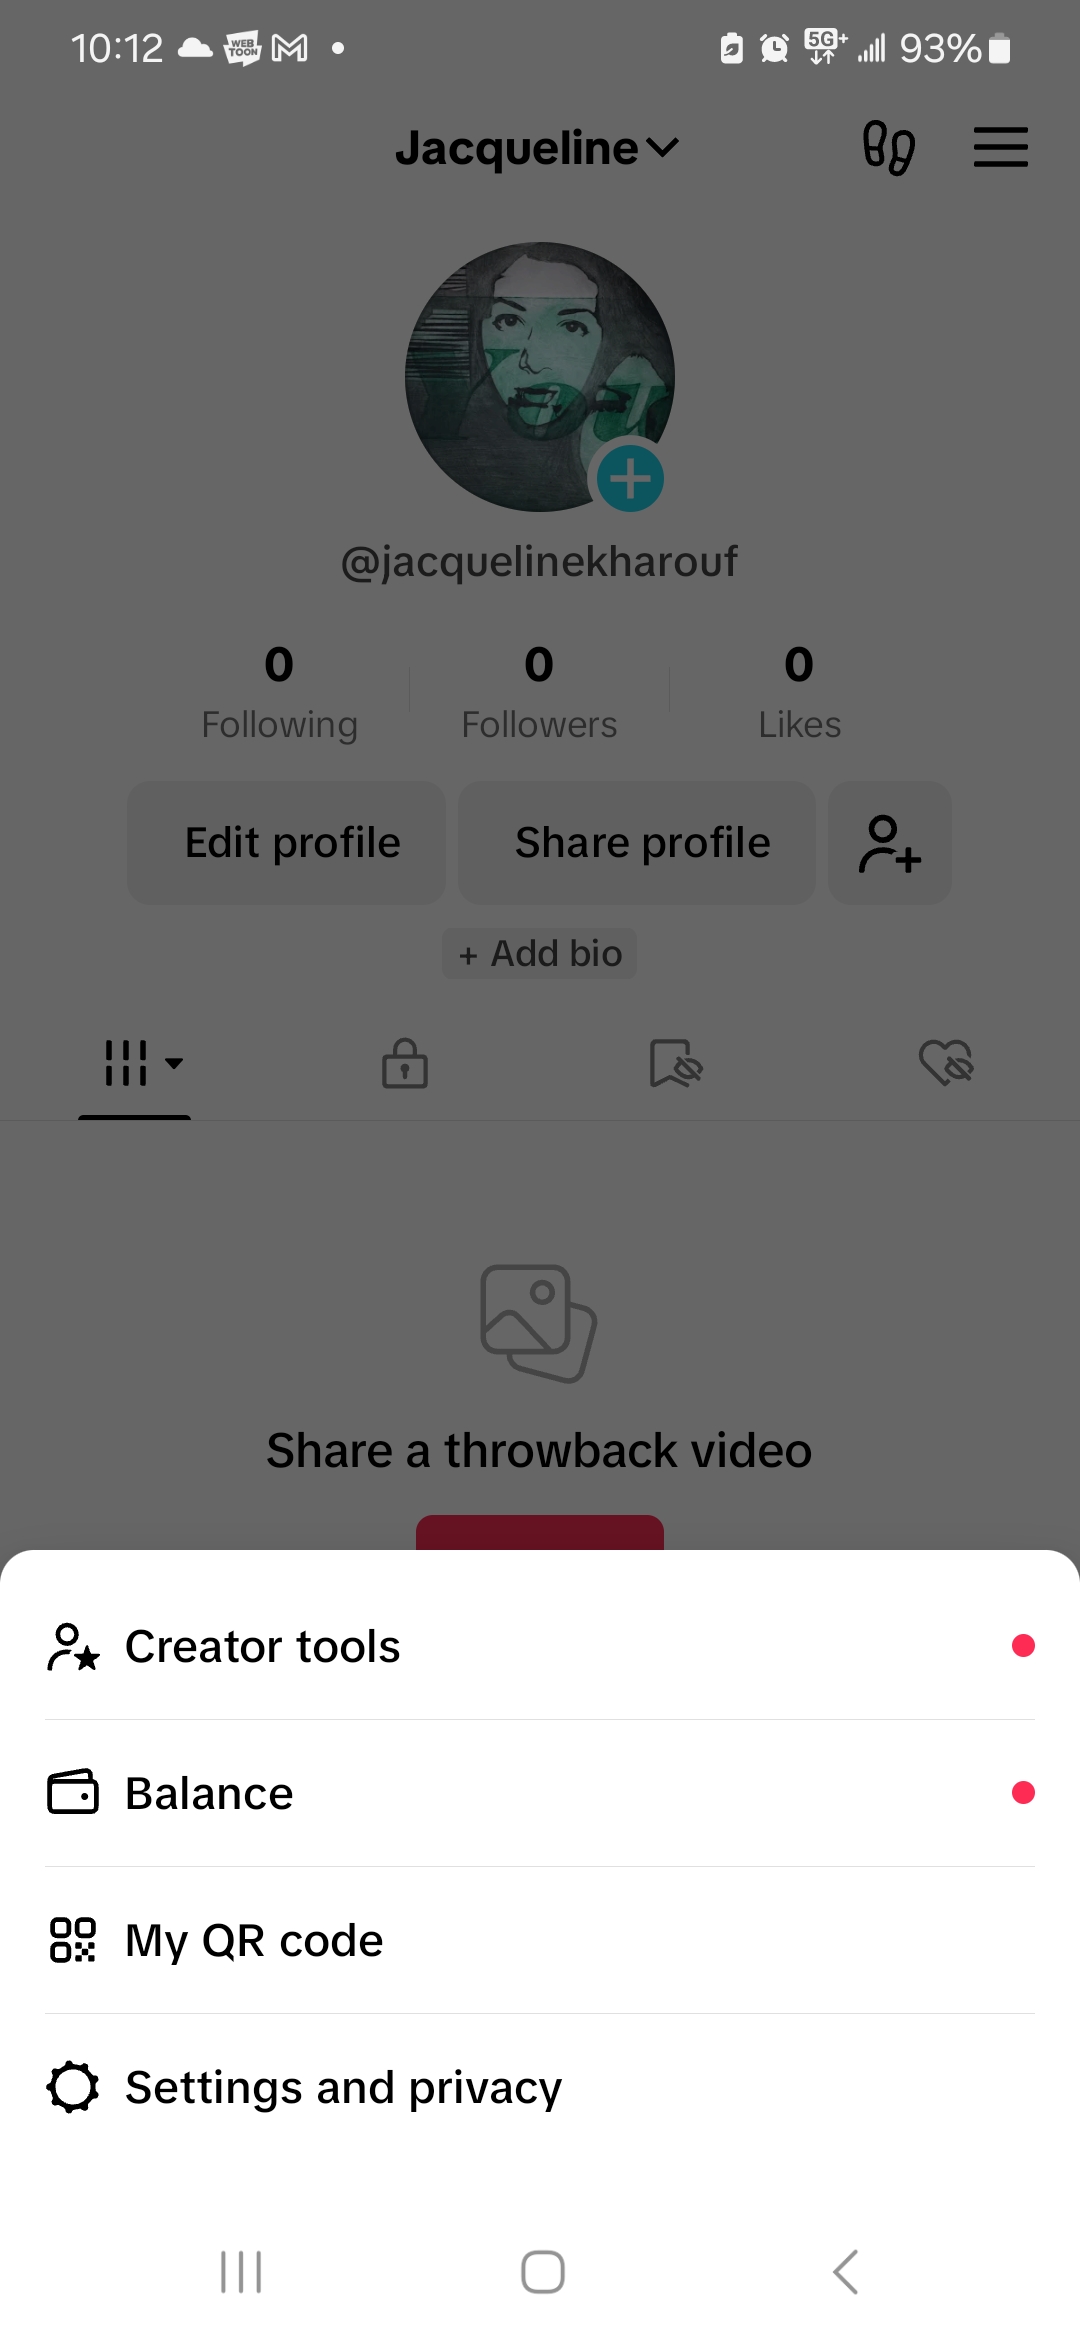 10:12 WEB TOON 5G+ 93%
Jacqueline
@jacquelinekharouf
0 0 0
Following Followers Likes
Edit profile Share profile
+ Add bio
Share a throwback video
Creator tools
Balance
My QR code
Settings and privacy